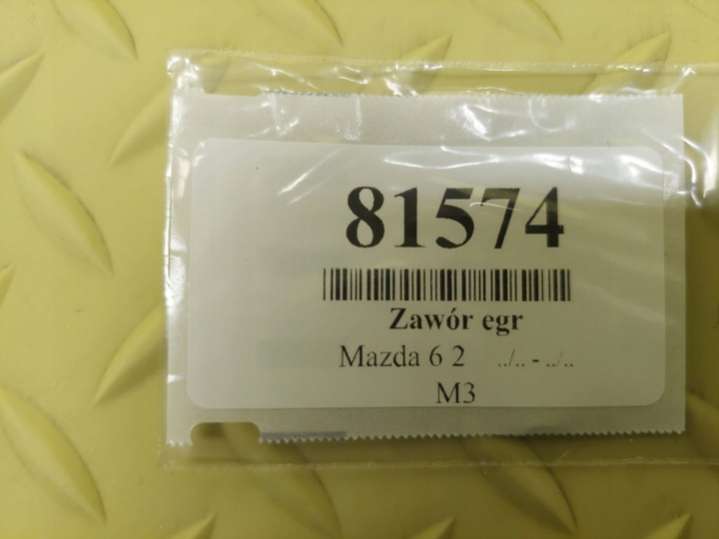 81574
Zawór egr
Mazda 6 2 ../.. - ../..
M3